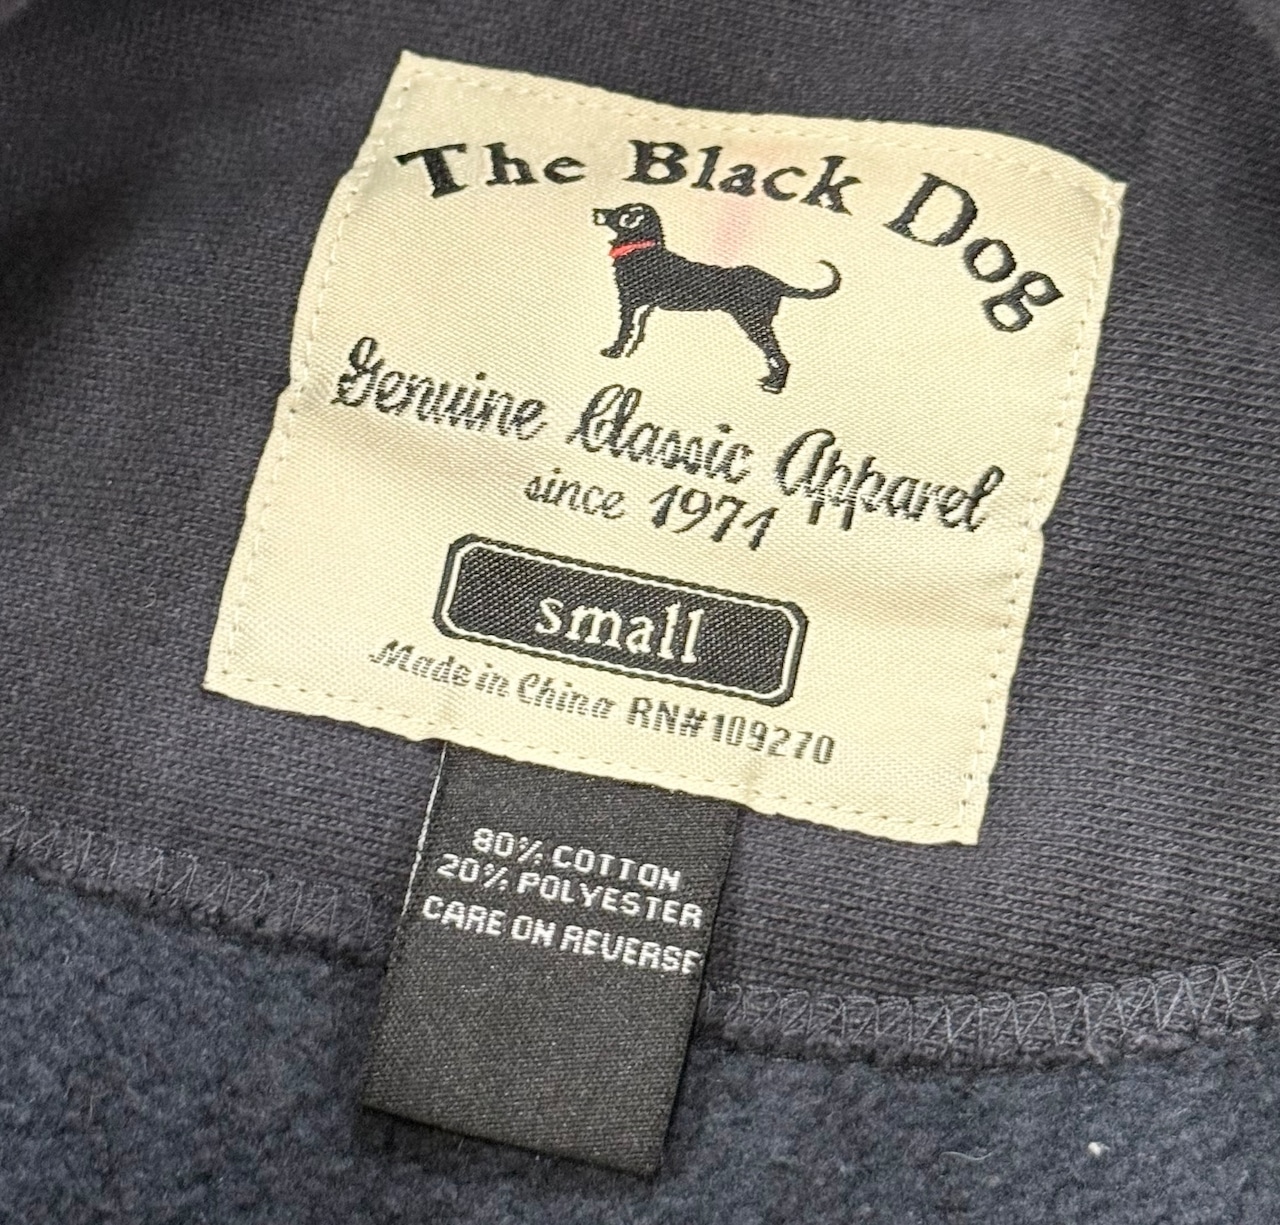 The Black Dog
Genuine Classic Apparel
since 1971
small
Made in China RN#109270
80% COTTON
20% POLYESTER
CARE ON REVERSE